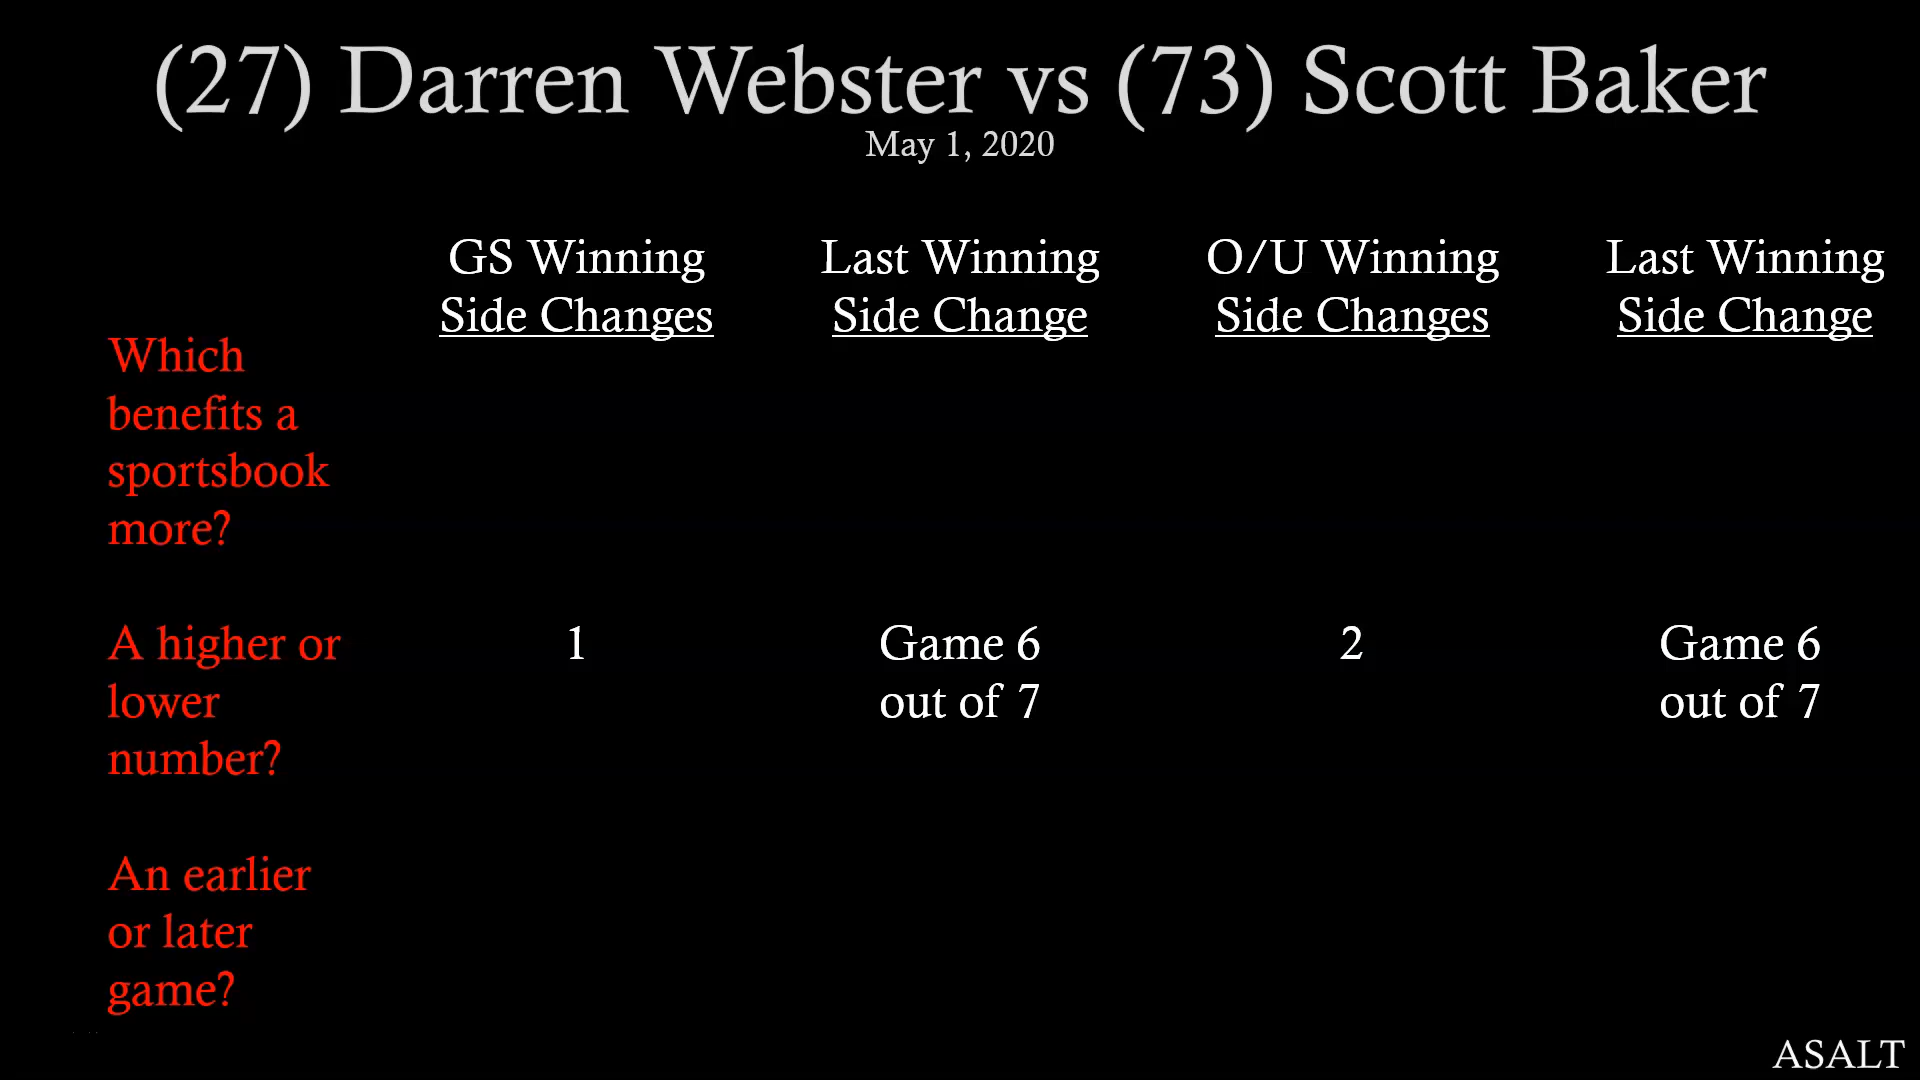 (27) Darren Webster vs (73) Scott Baker
May 1, 2020
GS Winning
Side Changes
Last Winning
Side Change
O/U Winning
Side Changes
Last Winning
Side Change
Which
benefits a
sportsbook
more?
A higher or
lower
number?
1
Game 6
out of 7
2
Game 6
out of 7
An earlier
or later
game?
ASALT